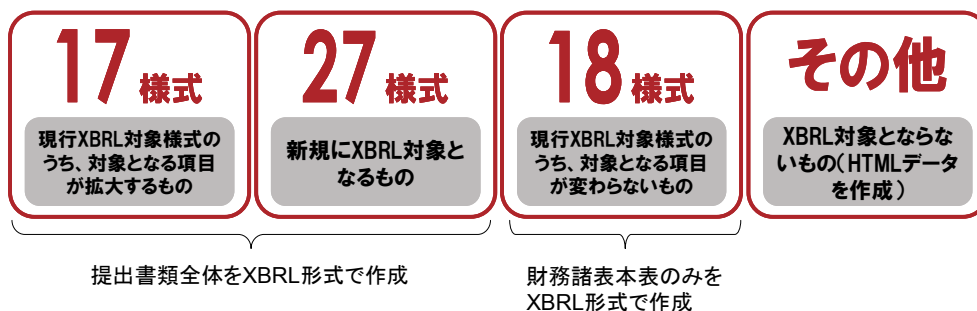 17 様式
現行XBRL対象様式の
うち、対象となる項目
が拡大するもの
27 様式
新規にXBRL対象と
なるもの
18 様式
現行XBRL対象様式の
うち、対象となる項目
が変わらないもの
その他
XBRL対象とならな
いもの（HTMLデータ
を作成）
提出書類全体をXBRL形式で作成
財務諸表本表のみを
XBRL形式で作成